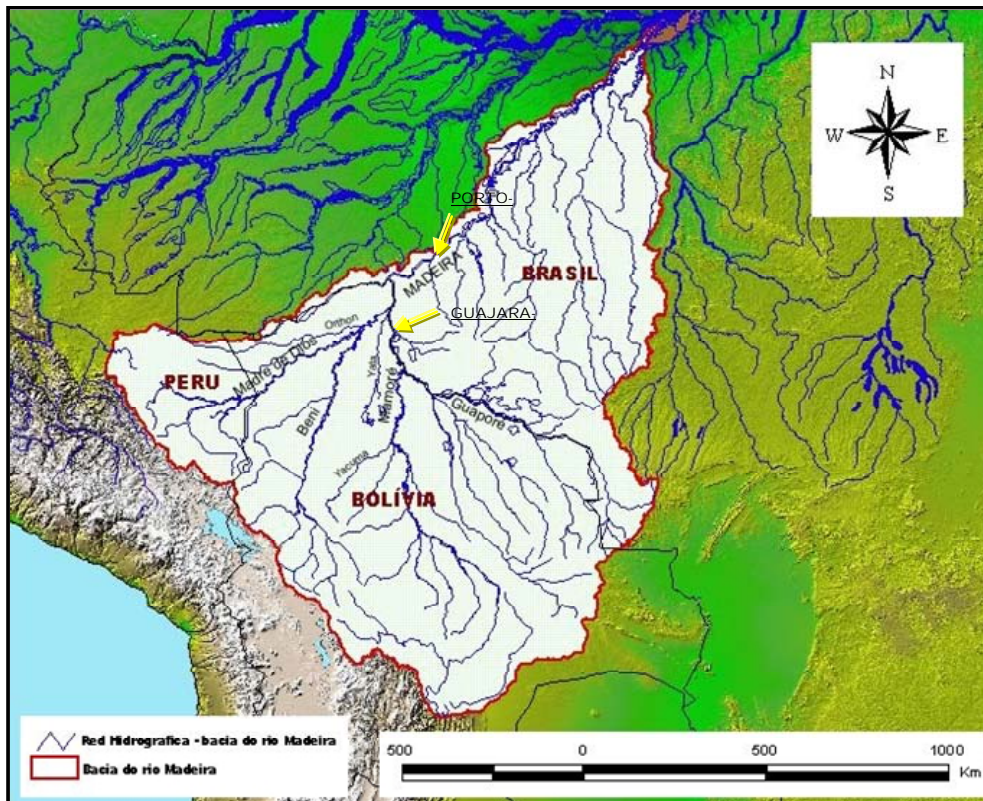 N
W E
S
PORTO-
MADEIRA
BRASIL
GUAJARA-
Orthon
Madre de Dios
PERU
Yata
Mamoré
Beni
Guaporé
Yacuma
BOLÍVIA
Red Hidrografica - bacia do rio Madeira
Bacia do rio Madeira
500 0 500 1000
Km